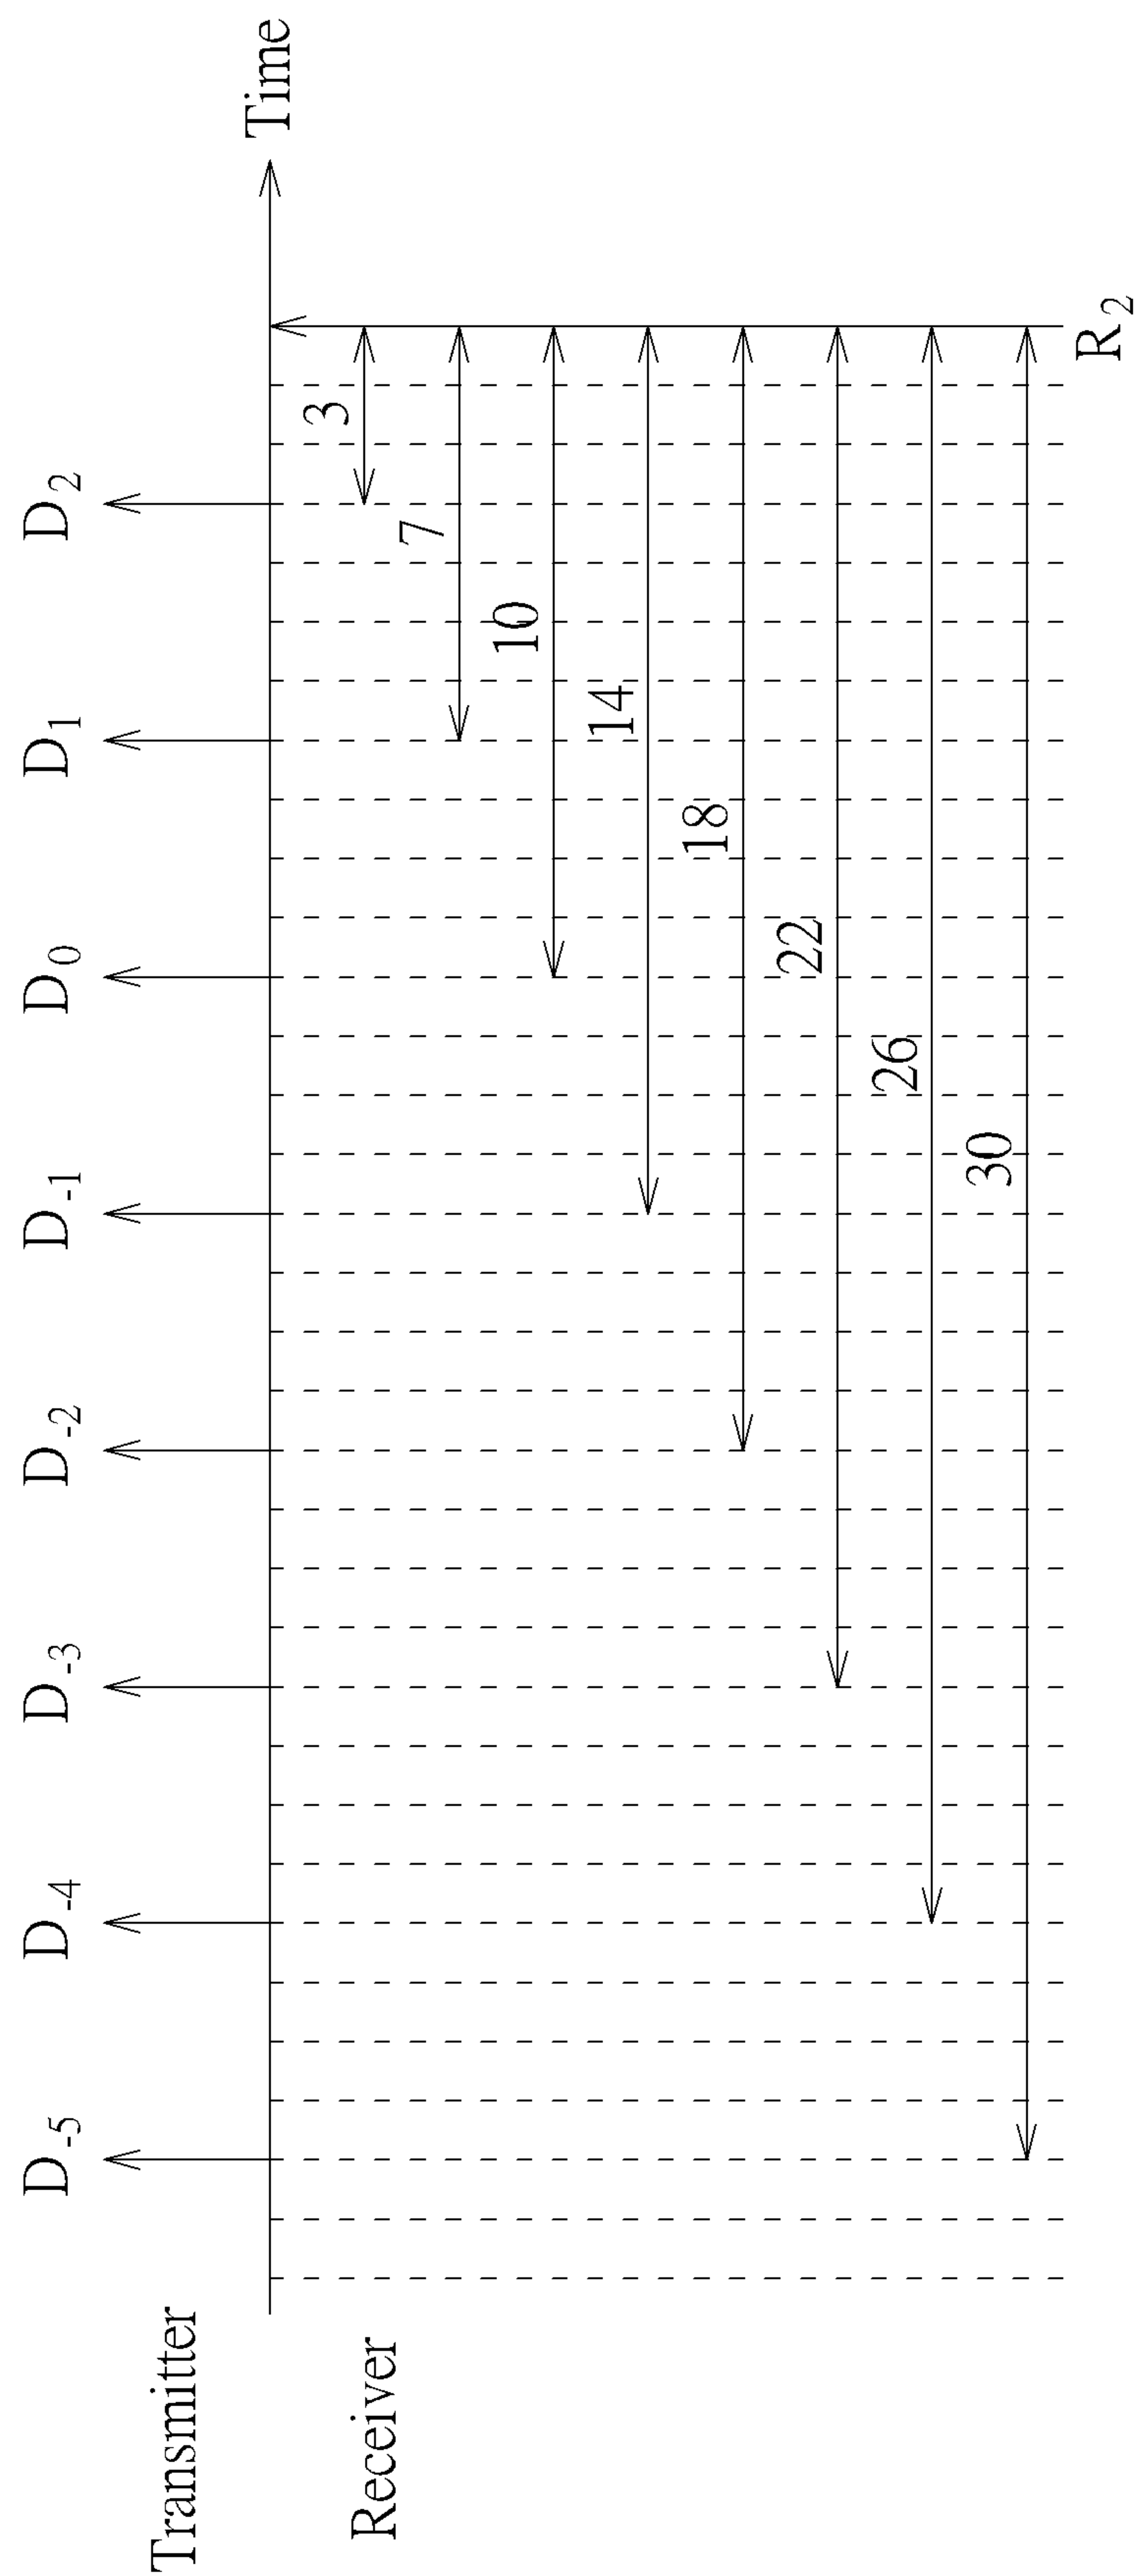 D-5 D-4 D-3 D-2 D-1 D0 D1 D2
Transmitter
Time
Receiver
3
7
10
14
18
22
26
30
R2